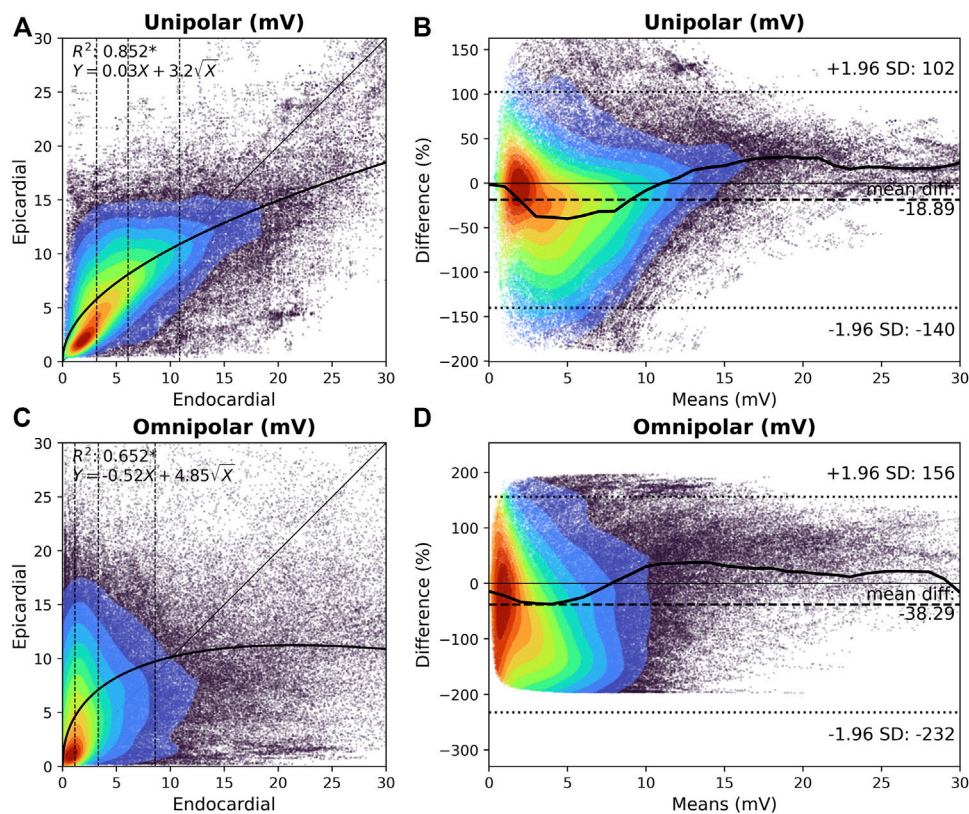 A
Unipolar (mV)
R²: 0.852*
Y = 0.03X + 3.2√X
30
25
20
15
10
5
0
Epicardial
0 5 10 15 20 25 30
Endocardial
B
Unipolar (mV)
+1.96 SD: 102
mean diff:
-18.89
-1.96 SD: -140
150
100
50
0
−50
−100
−150
−200
Difference (%)
0 5 10 15 20 25 30
Means (mV)
C
Omnipolar (mV)
R²: 0.652*
Y = -0.52X + 4.85√X
30
25
20
15
10
5
0
Epicardial
0 5 10 15 20 25 30
Endocardial
D
Omnipolar (mV)
+1.96 SD: 156
mean diff:
-38.29
-1.96 SD: -232
200
100
0
−100
−200
−300
Difference (%)
0 5 10 15 20 25 30
Means (mV)